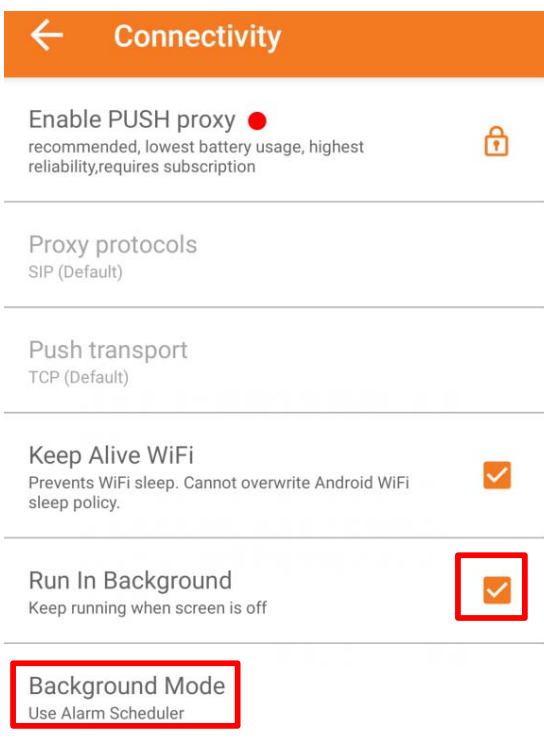 Connectivity
Enable PUSH proxy
recommended, lowest battery usage, highest
reliability,requires subscription
Proxy protocols
SIP (Default)
Push transport
TCP (Default)
Keep Alive WiFi
Prevents WiFi sleep. Cannot overwrite Android WiFi
sleep policy.
Run In Background
Keep running when screen is off
Background Mode
Use Alarm Scheduler